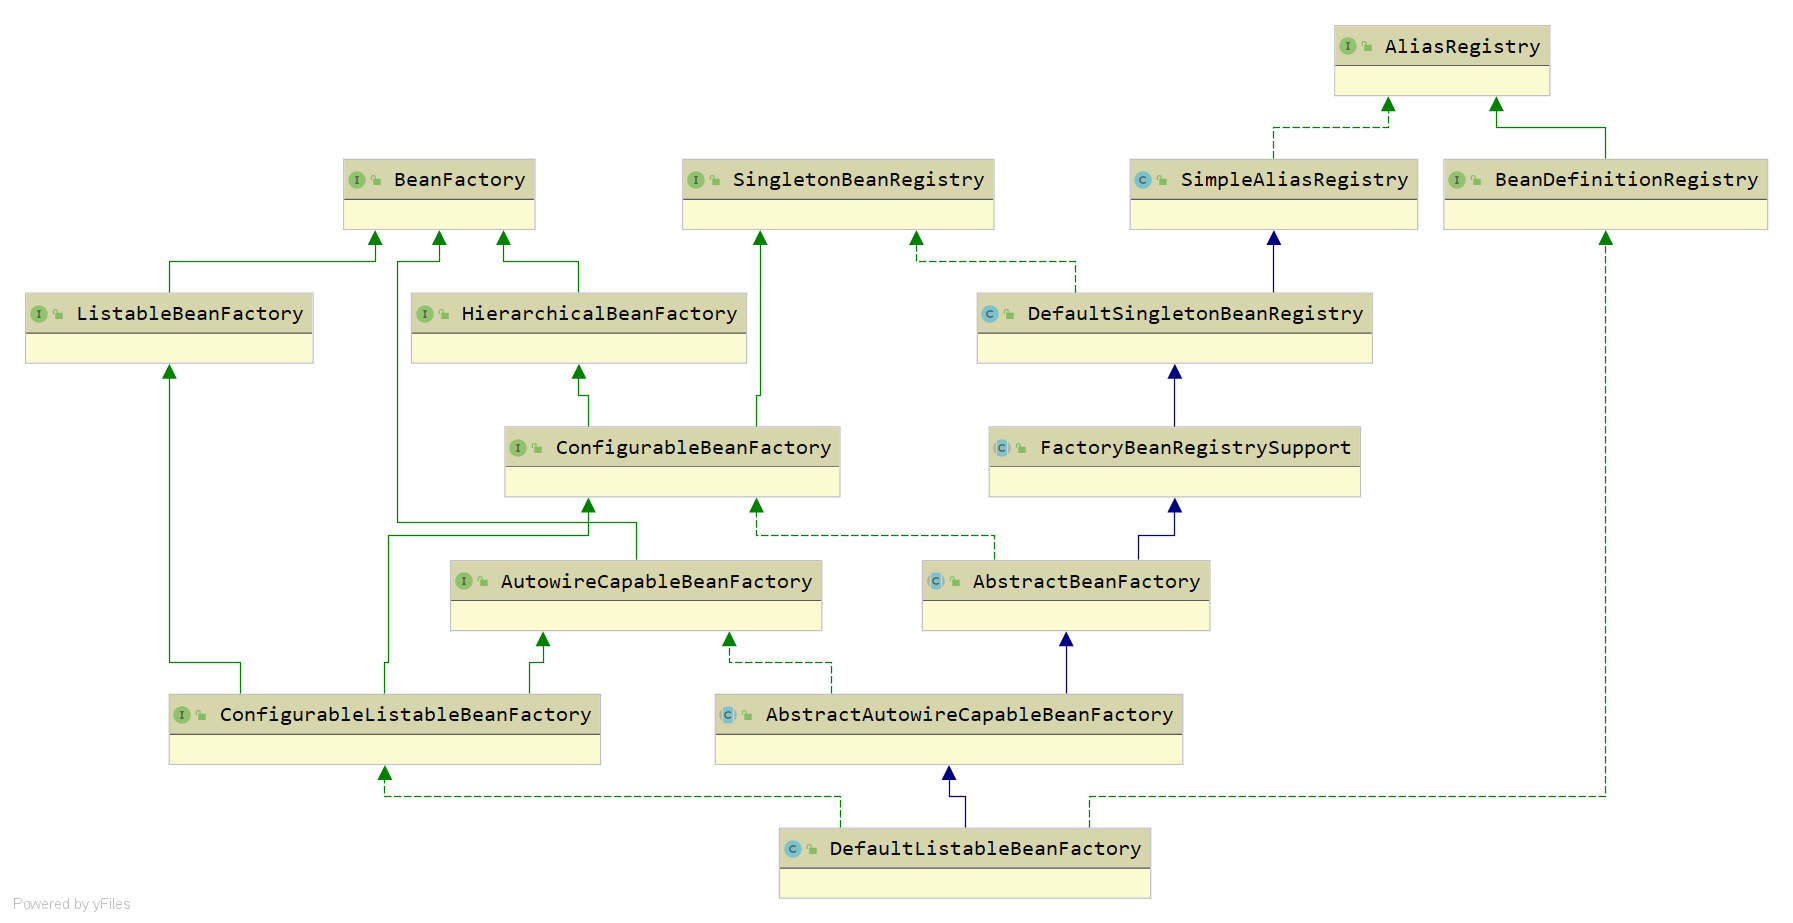 AliasRegistry
BeanFactory
SingletonBeanRegistry
SimpleAliasRegistry
BeanDefinitionRegistry
ListableBeanFactory
HierarchicalBeanFactory
DefaultSingletonBeanRegistry
ConfigurableBeanFactory
FactoryBeanRegistrySupport
AutowireCapableBeanFactory
AbstractBeanFactory
ConfigurableListableBeanFactory
AbstractAutowireCapableBeanFactory
DefaultListableBeanFactory
Powered by yFiles